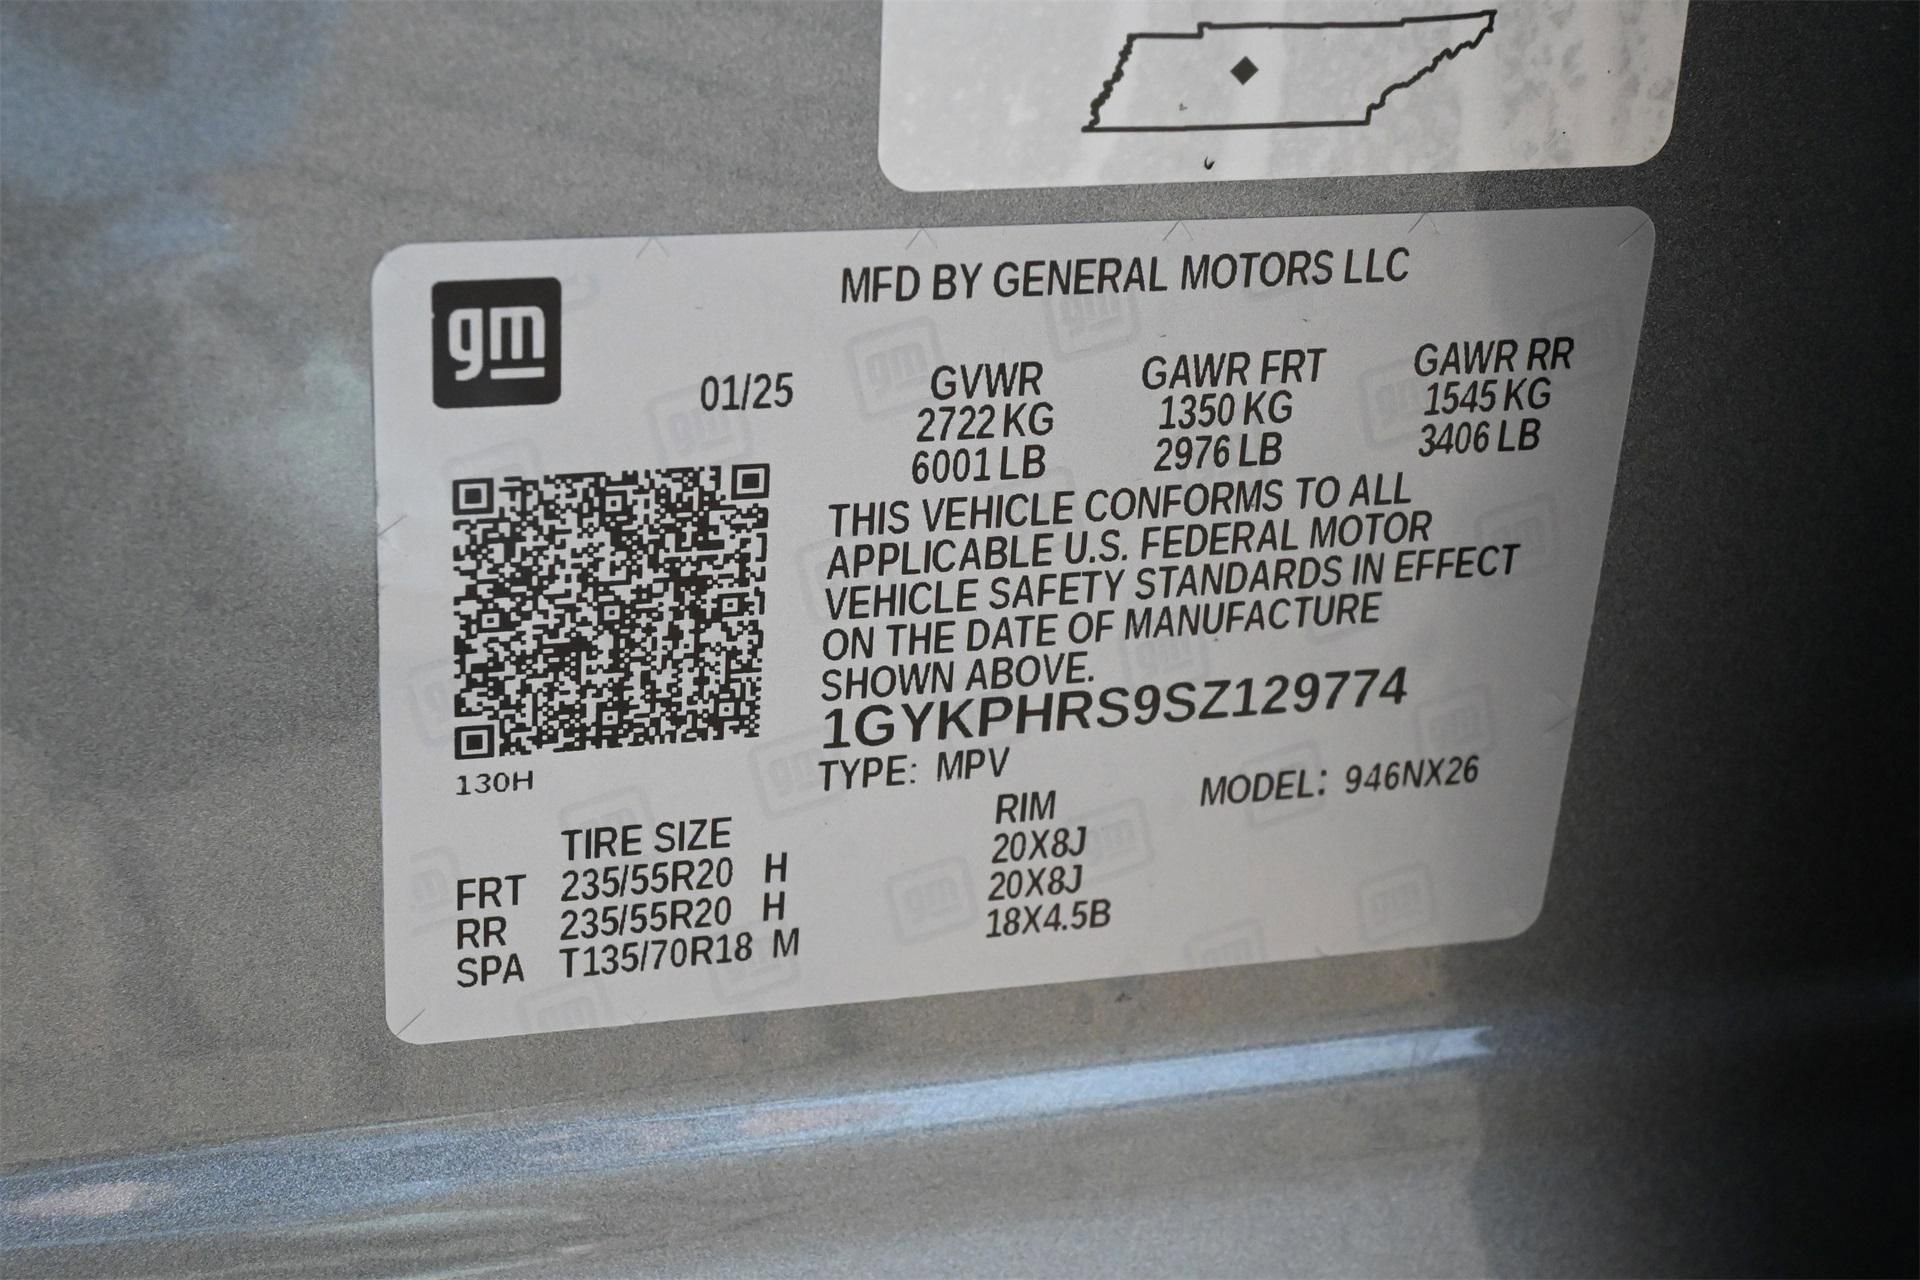 gm
MFD BY GENERAL MOTORS LLC
01/25
GVWR GAWR FRT GAWR RR
2722 KG 1350 KG 1545 KG
6001 LB 2976 LB 3406 LB
THIS VEHICLE CONFORMS TO ALL
APPLICABLE U.S. FEDERAL MOTOR
VEHICLE SAFETY STANDARDS IN EFFECT
ON THE DATE OF MANUFACTURE
SHOWN ABOVE.
1GYKPHRS9SZ129774
130H
TYPE: MPV MODEL: 946NX26
TIRE SIZE RIM
FRT 235/55R20 H 20X8J
RR 235/55R20 H 20X8J
SPA T135/70R18 M 18X4.5B